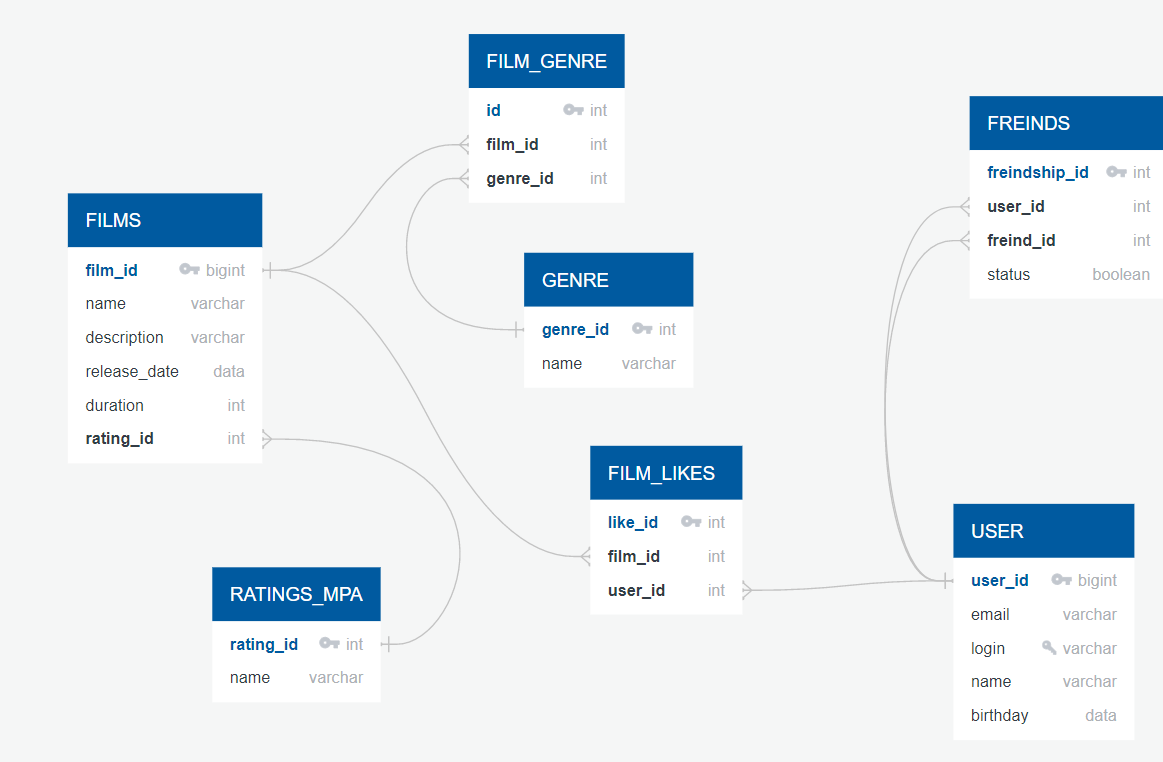 FILM_GENRE
id int
film_id int
genre_id int
FREINDS
freindship_id int
user_id int
freind_id int
status boolean
FILMS
film_id bigint
name varchar
description varchar
release_date data
duration int
rating_id int
GENRE
genre_id int
name varchar
FILM_LIKES
like_id int
film_id int
user_id int
USER
user_id bigint
email varchar
login varchar
name varchar
birthday data
RATINGS_MPA
rating_id int
name varchar